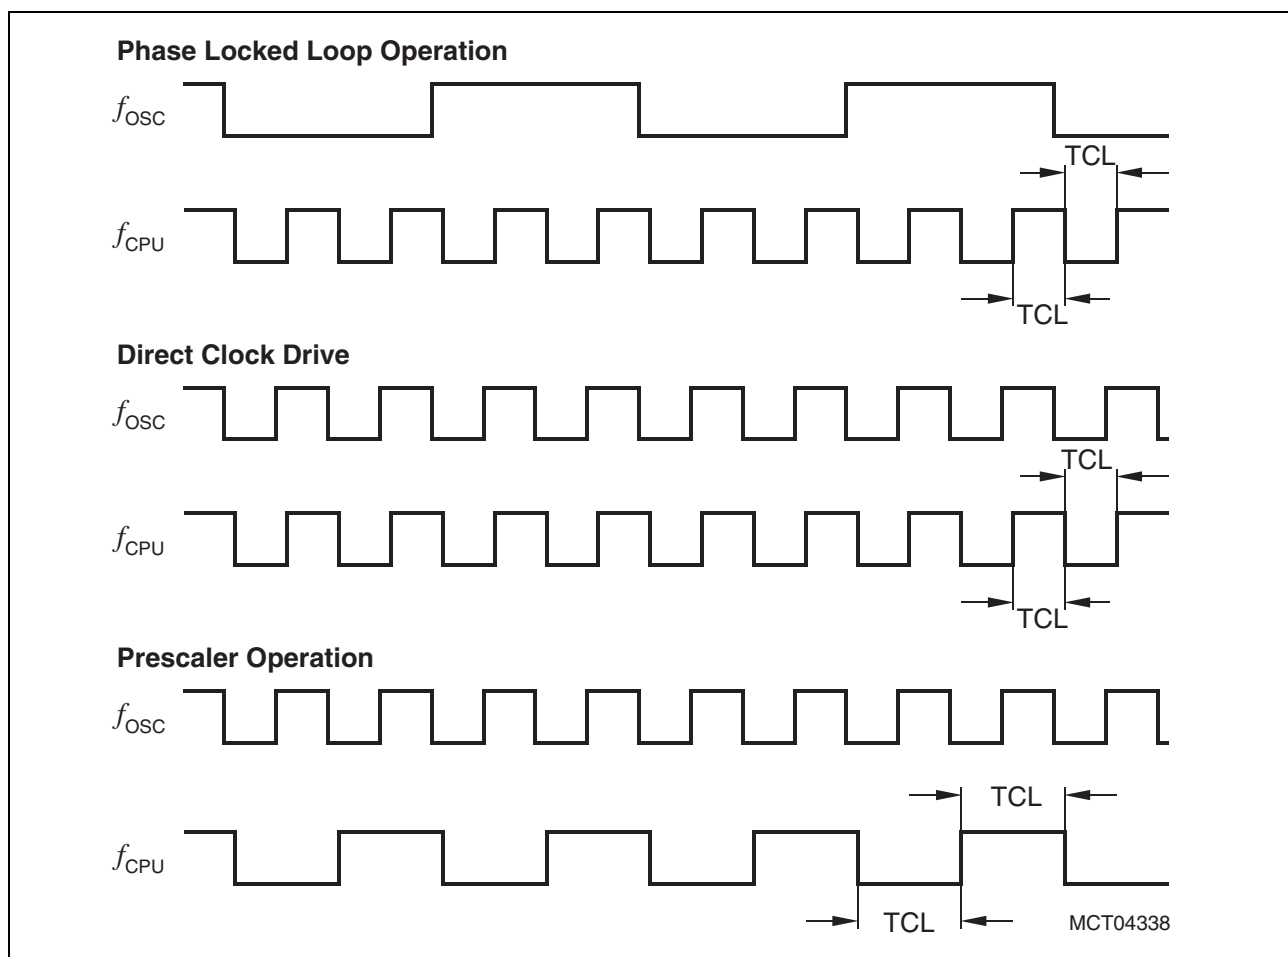 Phase Locked Loop Operation
fOSC
TCL
fCPU
TCL
Direct Clock Drive
fOSC
TCL
fCPU
TCL
Prescaler Operation
fOSC
TCL
fCPU
TCL
MCT04338